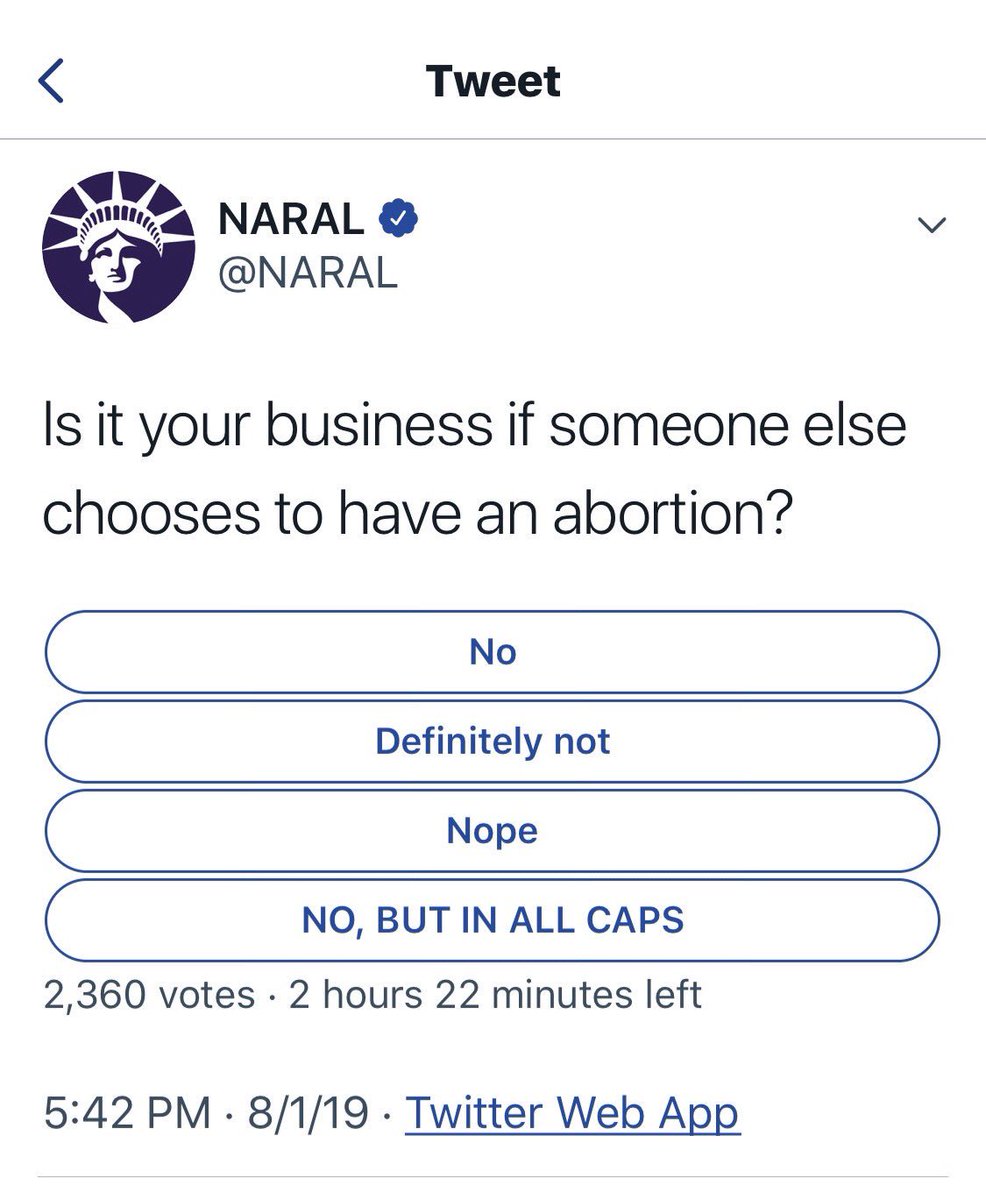 Tweet
NARAL
@NARAL
Is it your business if someone else
chooses to have an abortion?
No
Definitely not
Nope
NO, BUT IN ALL CAPS
2,360 votes · 2 hours 22 minutes left
5:42 PM · 8/1/19 · Twitter Web App